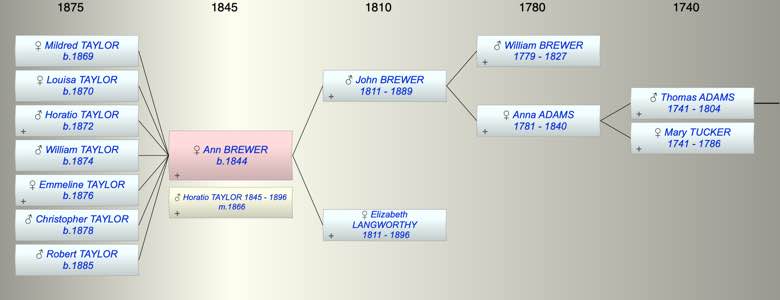 1875 1845 1810 1780 1740
♀ Mildred TAYLOR
b.1869
♀ Louisa TAYLOR
b.1870
♂ Horatio TAYLOR
b.1872
+
♂ William TAYLOR
b.1874
♀ Emmeline TAYLOR
b.1876
+
♂ Christopher TAYLOR
b.1878
♂ Robert TAYLOR
b.1885
♀ Ann BREWER
b.1844
+
♂ Horatio TAYLOR 1845 - 1896
m.1866
+
♂ John BREWER
1811 - 1889
+
♀ Elizabeth
LANGWORTHY
1811 - 1896
+
♂ William BREWER
1779 - 1827
+
♀ Anna ADAMS
1781 - 1840
+
♂ Thomas ADAMS
1741 - 1804
+
♀ Mary TUCKER
1741 - 1786
+